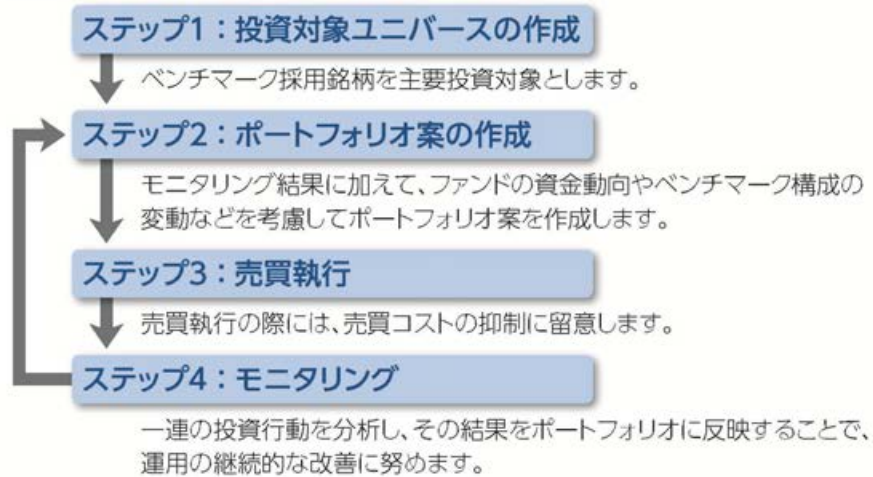 ステップ1：投資対象ユニバースの作成
ベンチマーク採用銘柄を主要投資対象とします。
ステップ2：ポートフォリオ案の作成
モニタリング結果に加えて、ファンドの資金動向やベンチマーク構成の
変動などを考慮してポートフォリオ案を作成します。
ステップ3：売買執行
売買執行の際には、売買コストの抑制に留意します。
ステップ4：モニタリング
一連の投資行動を分析し、その結果をポートフォリオに反映することで、
運用の継続的な改善に努めます。